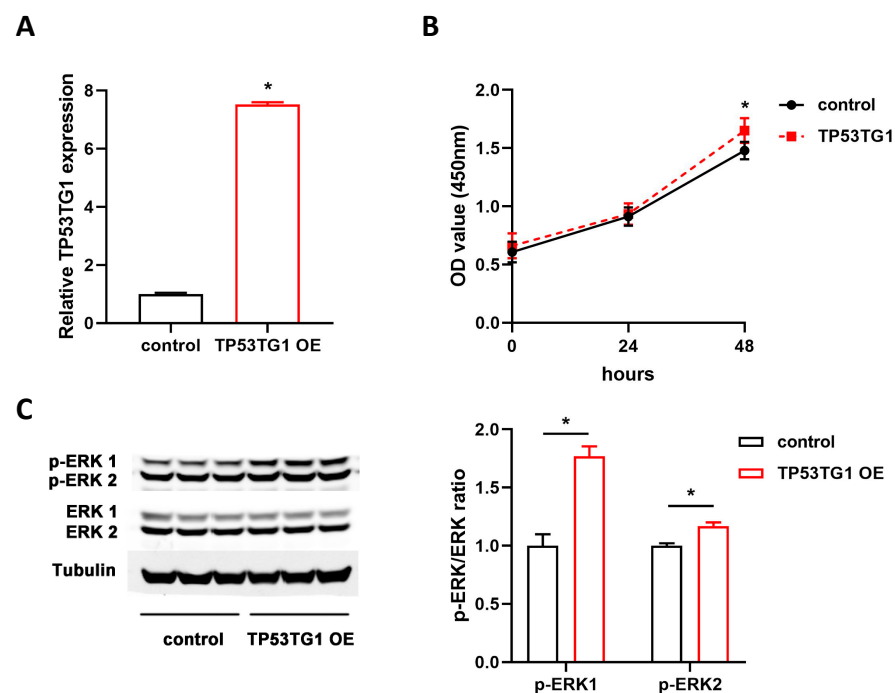 A
Relative TP53TG1 expression
8
6
4
2
0
*
control
TP53TG1 OE
B
OD value (450nm)
2.0
1.5
1.0
0.5
0.0
*
0
24
48
hours
control
TP53TG1
C
p-ERK 1
p-ERK 2
ERK 1
ERK 2
Tubulin
control
TP53TG1 OE
p-ERK/ERK ratio
2.0
1.5
1.0
0.5
0.0
*
*
p-ERK1
p-ERK2
control
TP53TG1 OE